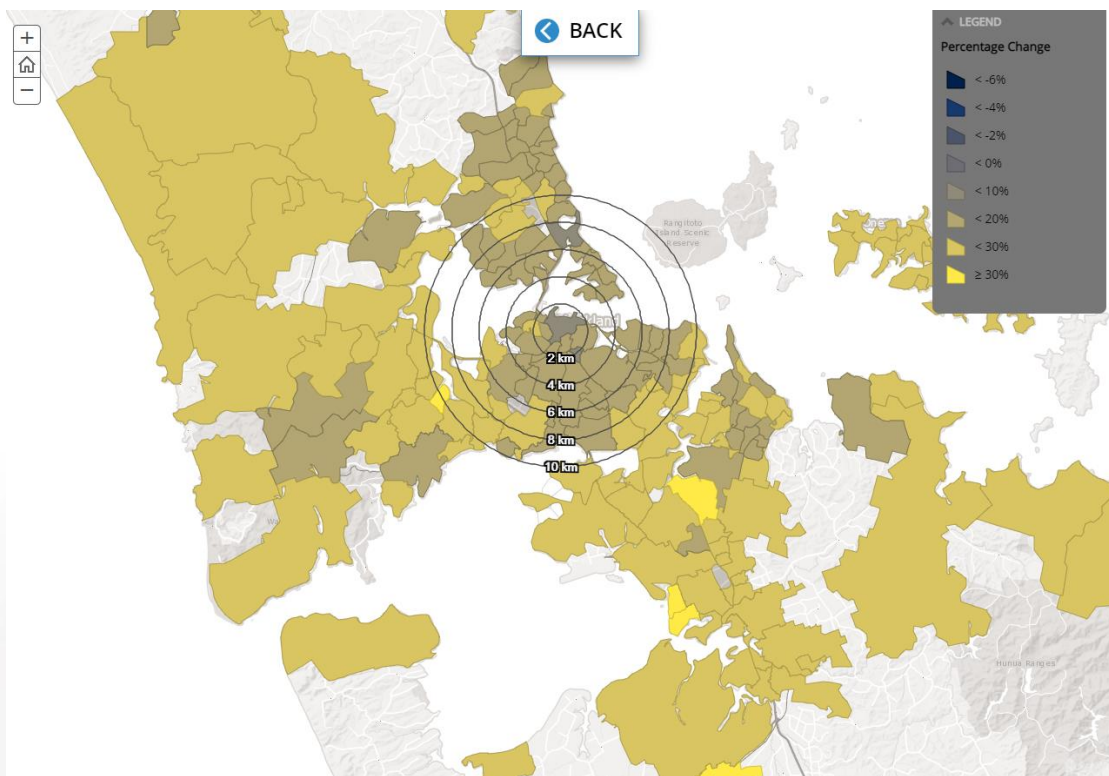 +
−
BACK
LEGEND
Percentage Change
< -6%
< -4%
< -2%
< 0%
< 10%
< 20%
< 30%
≥ 30%
Rangitoto
Island Scenic
Reserve
2 km
4 km
6 km
8 km
10 km
Hunua Ranges